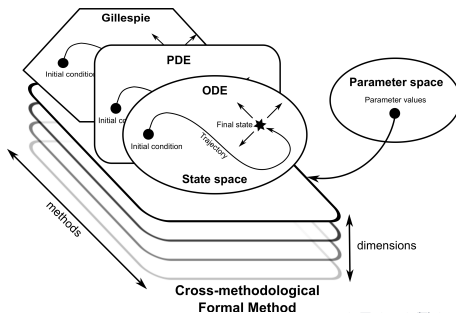 Gillespie
Initial condition
PDE
Initial co
ODE
Final state
Initial condition
Trajectory
State space
Parameter space
Parameter values
methods
dimensions
Cross-methodological
Formal Method